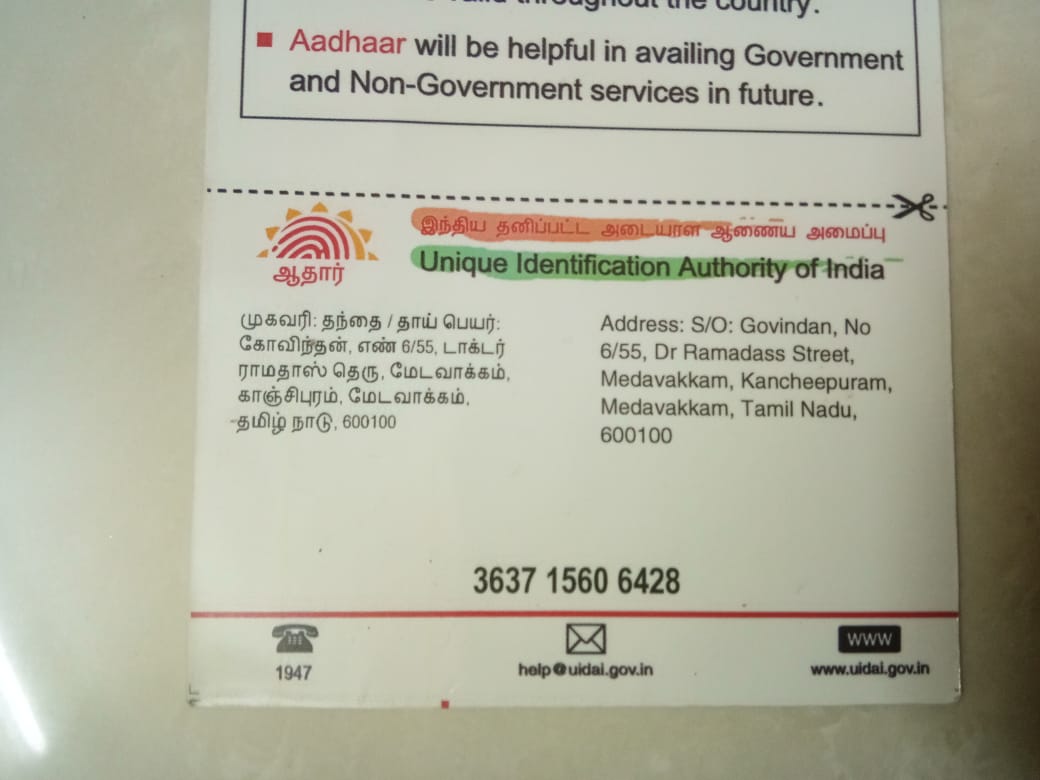 throughout the country.
Aadhaar will be helpful in availing Government
and Non-Government services in future.
இந்திய தனிப்பட்ட அடையாள ஆணைய அமைப்பு
ஆதார்
Unique Identification Authority of India
முகவரி: தந்தை / தாய் பெயர்:
கோவிந்தன், எண் 6/55, டாக்டர்
ராமதாஸ் தெரு, மேடவாக்கம்,
காஞ்சிபுரம், மேடவாக்கம்,
தமிழ் நாடு, 600100
Address: S/O: Govindan, No
6/55, Dr Ramadass Street,
Medavakkam, Kancheepuram,
Medavakkam, Tamil Nadu,
600100
3637 1560 6428
1947
help@uidai.gov.in
www
www.uidai.gov.in